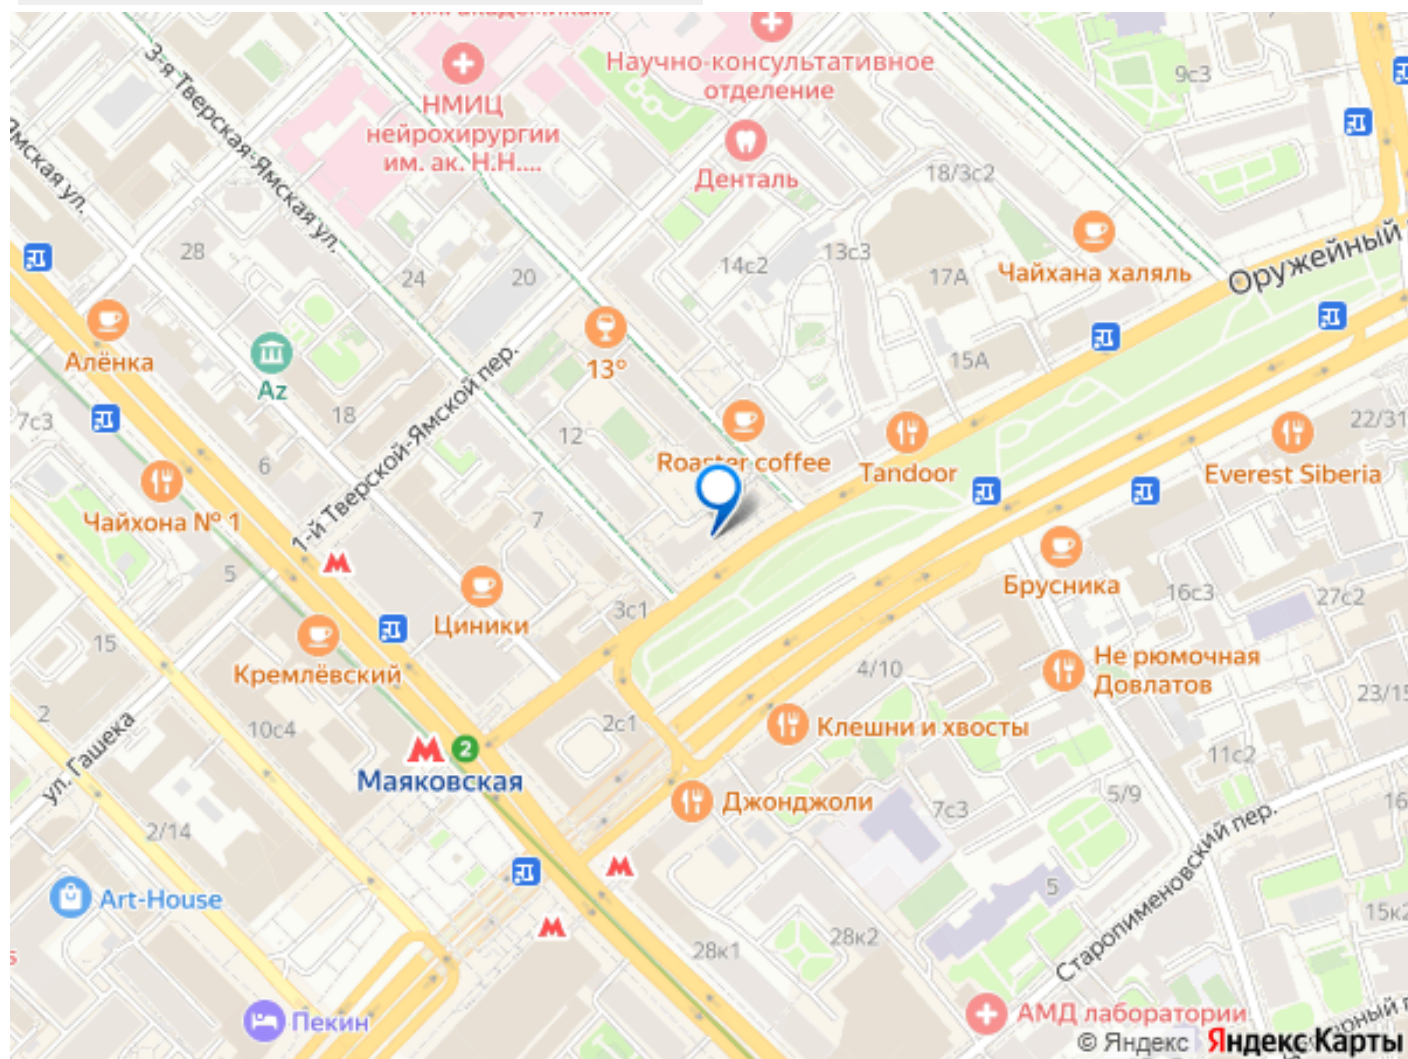 Научно-консультативное
отделение
9с3
НМИЦ
нейрохирургии
им. ак. Н.Н....
Денталь
18/3с2
3-я Тверская-Ямская ул.
Ямская ул.
Чайхана халяль
Оружейный
28
24
20
14с2
13с3
17А
Алёнка
Az
13°
15А
7с3
18
1-й Тверской-Ямской пер.
12
Roaster coffee
Tandoor
22/31
Everest Siberia
6
Чайхона № 1
7
5
Брусника
16с3
27с2
3с1
Циники
15
Кремлёвский
4/10
Не рюмочная
Довлатов
23/15
2
ул. Гашека
10с4
2с1
Клешни и хвосты
11с2
М 2
Маяковская
Джонджоли
7с3
5/9
16
2/14
Старопименовский пер.
Art-House
5
15к2
28к1
28к2
Пекин
АМД лаборатории
© Яндекс Яндекс Карты